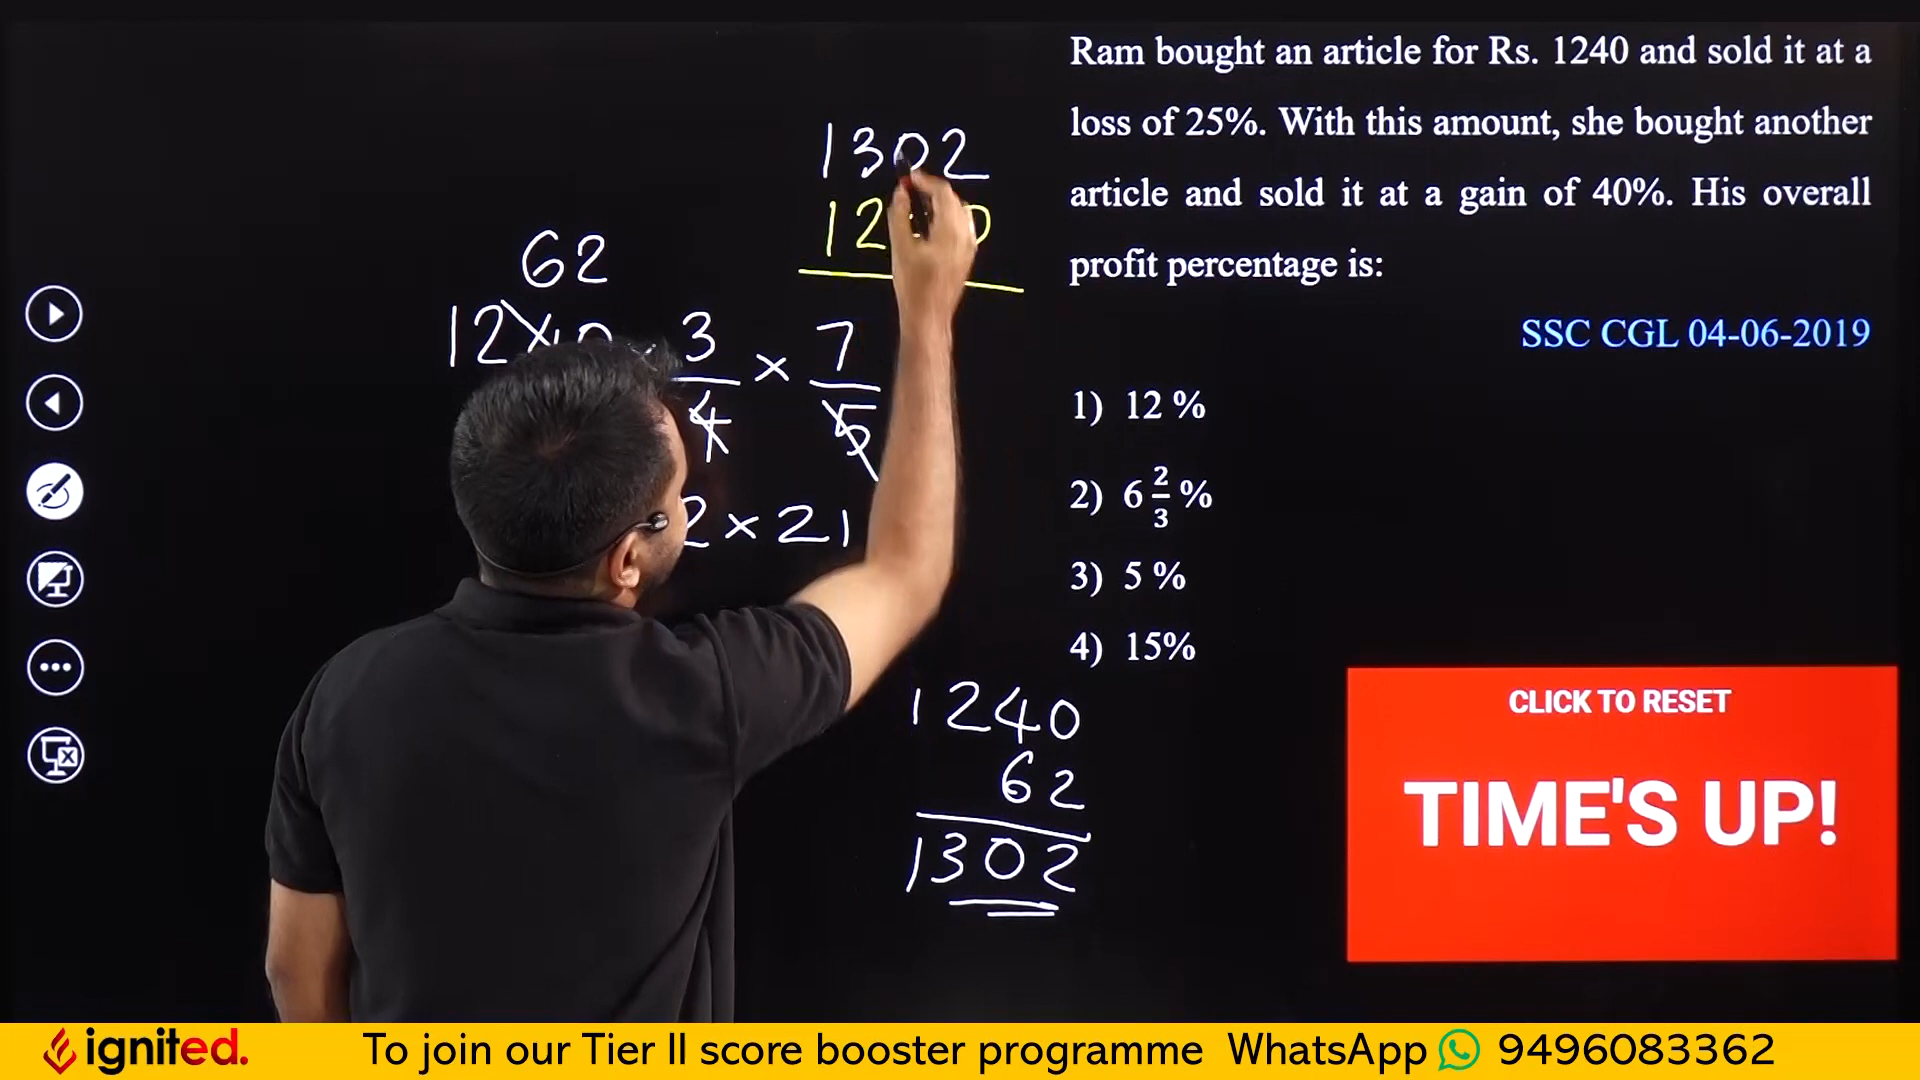 Ram bought an article for Rs. 1240 and sold it at a
loss of 25%. With this amount, she bought another
article and sold it at a gain of 40%. His overall
profit percentage is:
SSC CGL 04-06-2019
1) 12 %
2) 6 2/3 %
3) 5 %
4) 15%
1302
12 0
62
12
3/4 × 7/5
2 × 21
1240
62
1302
CLICK TO RESET
TIME'S UP!
ignited.
To join our Tier II score booster programme WhatsApp 9496083362